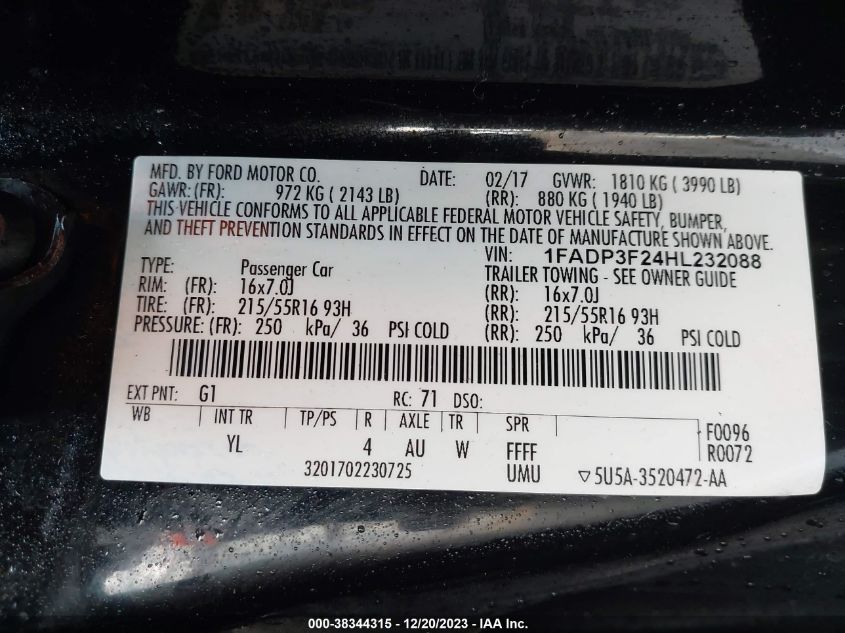 MFD. BY FORD MOTOR CO. DATE: 02/17 GVWR: 1810 KG ( 3990 LB)
GAWR: (FR): 972 KG ( 2143 LB) (RR): 880 KG ( 1940 LB)
THIS VEHICLE CONFORMS TO ALL APPLICABLE FEDERAL MOTOR VEHICLE SAFETY, BUMPER,
AND THEFT PREVENTION STANDARDS IN EFFECT ON THE DATE OF MANUFACTURE SHOWN ABOVE.
VIN: 1FADP3F24HL232088
TYPE: Passenger Car TRAILER TOWING - SEE OWNER GUIDE
RIM: (FR): 16x7.0J (RR): 16x7.0J
TIRE: (FR): 215/55R16 93H (RR): 215/55R16 93H
PRESSURE: (FR): 250 kPa/ 36 PSI COLD (RR): 250 kPa/ 36 PSI COLD
EXT PNT: G1 RC: 71 DSO:
WB INT TR TP/PS R AXLE TR SPR F0096
YL 4 AU W FFFF R0072
3201702230725 UMU ▽5U5A-3520472-AA
000-38344315 - 12/20/2023 - IAA Inc.